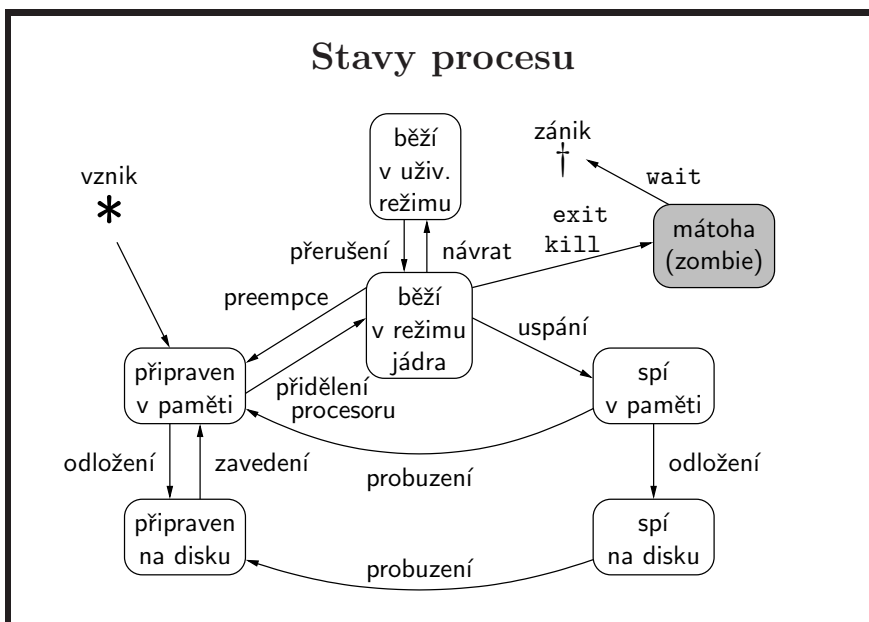 Stavy procesu
běží
v uživ.
režimu
zánik
†
wait
vznik
*
exit
kill
mátoha
(zombie)
přerušení
návrat
preempce
běží
v režimu
jádra
uspání
připraven
v paměti
přidělení
procesoru
spí
v paměti
odložení
zavedení
probuzení
odložení
připraven
na disku
spí
na disku
probuzení